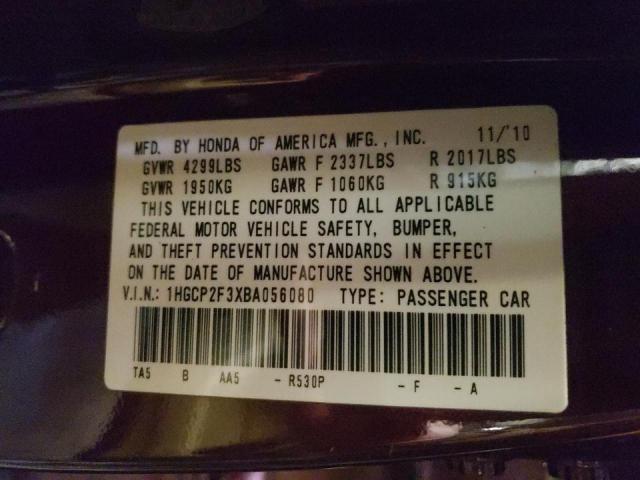 MFD. BY HONDA OF AMERICA MFG., INC. 11/'10
GVWR 4299LBS GAWR F 2337LBS R 2017LBS
GVWR 1950KG GAWR F 1060KG R 915KG
THIS VEHICLE CONFORMS TO ALL APPLICABLE
FEDERAL MOTOR VEHICLE SAFETY, BUMPER,
AND THEFT PREVENTION STANDARDS IN EFFECT
ON THE DATE OF MANUFACTURE SHOWN ABOVE.
V.I.N.: 1HGCP2F3XBA056080 TYPE: PASSENGER CAR
TA5 B AA5 - R530P - F - A